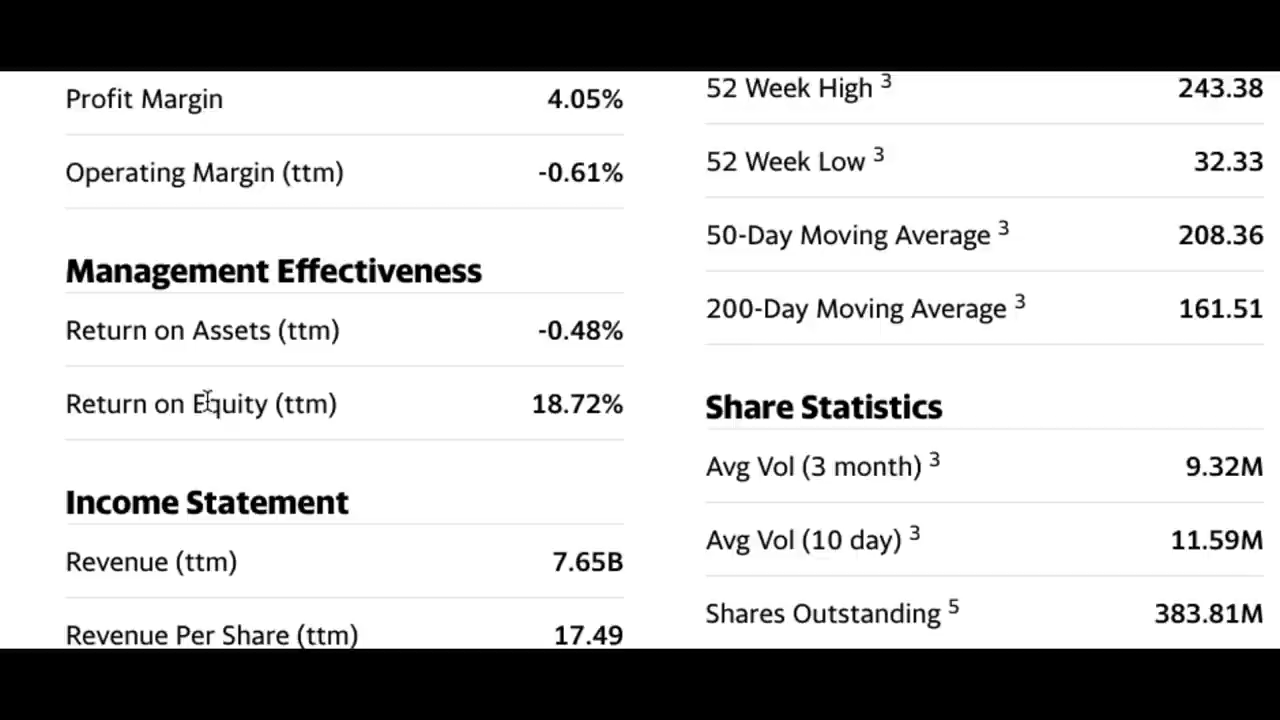 Profit Margin 4.05%
Operating Margin (ttm) -0.61%
Management Effectiveness
Return on Assets (ttm) -0.48%
Return on Equity (ttm) 18.72%
Income Statement
Revenue (ttm) 7.65B
Revenue Per Share (ttm) 17.49
52 Week High 3 243.38
52 Week Low 3 32.33
50-Day Moving Average 3 208.36
200-Day Moving Average 3 161.51
Share Statistics
Avg Vol (3 month) 3 9.32M
Avg Vol (10 day) 3 11.59M
Shares Outstanding 5 383.81M